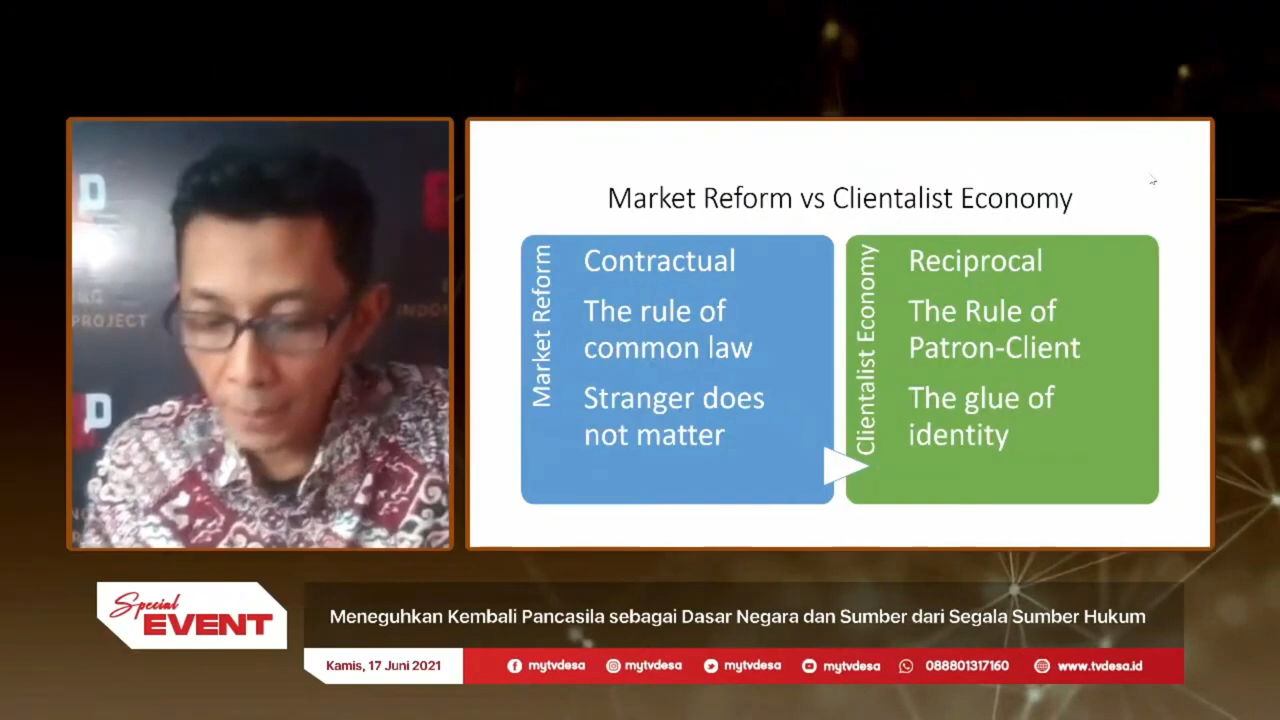 Market Reform vs Clientalist Economy
Market Reform
Contractual
The rule of
common law
Stranger does
not matter
Clientalist Economy
Reciprocal
The Rule of
Patron-Client
The glue of
identity
PROJECT
Special
EVENT
Meneguhkan Kembali Pancasila sebagai Dasar Negara dan Sumber dari Segala Sumber Hukum
Kamis, 17 Juni 2021
mytvdesa
mytvdesa
mytvdesa
mytvdesa
088801317160
www.tvdesa.id